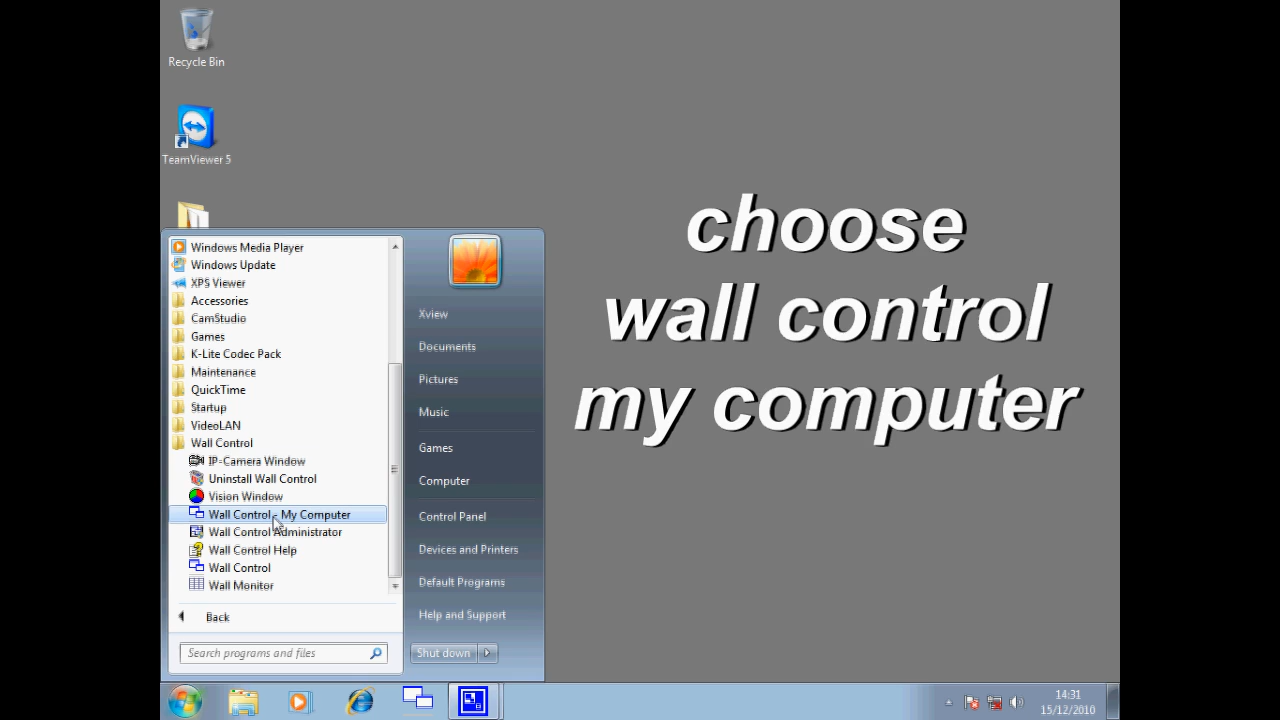 Recycle Bin
TeamViewer 5
choose
wall control
my computer
Windows Media Player
Windows Update
XPS Viewer
Accessories
CamStudio
Games
K-Lite Codec Pack
Maintenance
QuickTime
Startup
VideoLAN
Wall Control
IP-Camera Window
Uninstall Wall Control
Vision Window
Wall Control - My Computer
Wall Control Administrator
Wall Control Help
Wall Control
Wall Monitor
Back
Search programs and files
Xview
Documents
Pictures
Music
Games
Computer
Control Panel
Devices and Printers
Default Programs
Help and Support
Shut down
14:31
15/12/2010